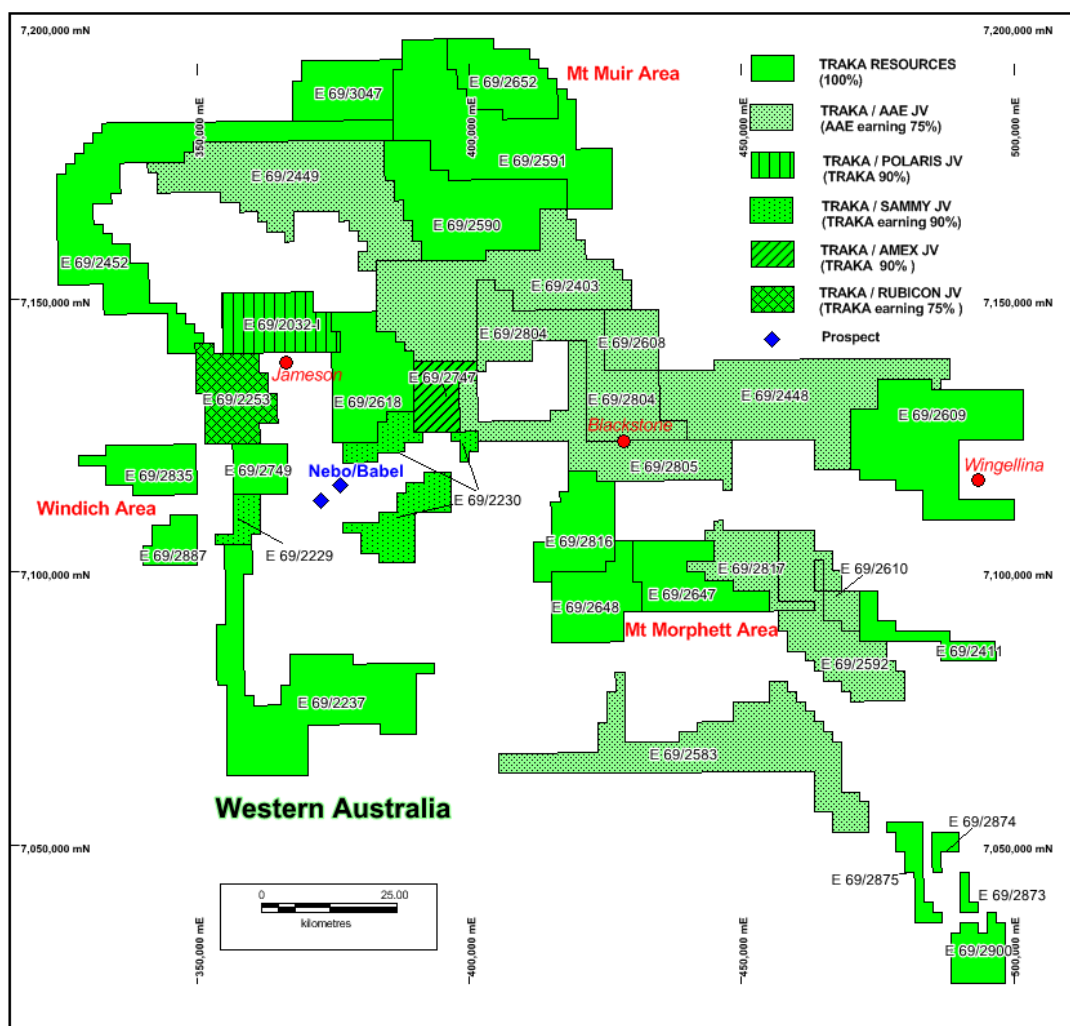 7,200,000 mN
7,200,000 mN
Mt Muir Area
TRAKA RESOURCES
(100%)
TRAKA / AAE JV
(AAE earning 75%)
TRAKA / POLARIS JV
(TRAKA 90%)
TRAKA / SAMMY JV
(TRAKA earning 90%)
TRAKA / AMEX JV
(TRAKA 90% )
TRAKA / RUBICON JV
(TRAKA earning 75% )
Prospect
350,000 mE
400,000 mE
450,000 mE
500,000 mE
E 69/2652
E 69/3047
E 69/2591
E 69/2449
E 69/2590
E 69/2452
E 69/2403
7,150,000 mN
7,150,000 mN
E 69/2032-I
E 69/2804
E 69/2608
Jameson
E 69/2747
E 69/2253
E 69/2618
E 69/2804
E 69/2448
E 69/2609
Blackstone
E 69/2835
E 69/2749
Nebo/Babel
E 69/2805
Wingellina
E 69/2230
Windich Area
E 69/2887
E 69/2229
E 69/2816
E 69/2817
E 69/2610
7,100,000 mN
7,100,000 mN
E 69/2648
E 69/2647
Mt Morphett Area
E 69/2592
E 69/2411
E 69/2237
E 69/2583
Western Australia
E 69/2874
7,050,000 mN
7,050,000 mN
E 69/2875
E 69/2873
0
25.00
kilometres
E 69/2900
350,000 mE
400,000 mE
450,000 mE
500,000 mE